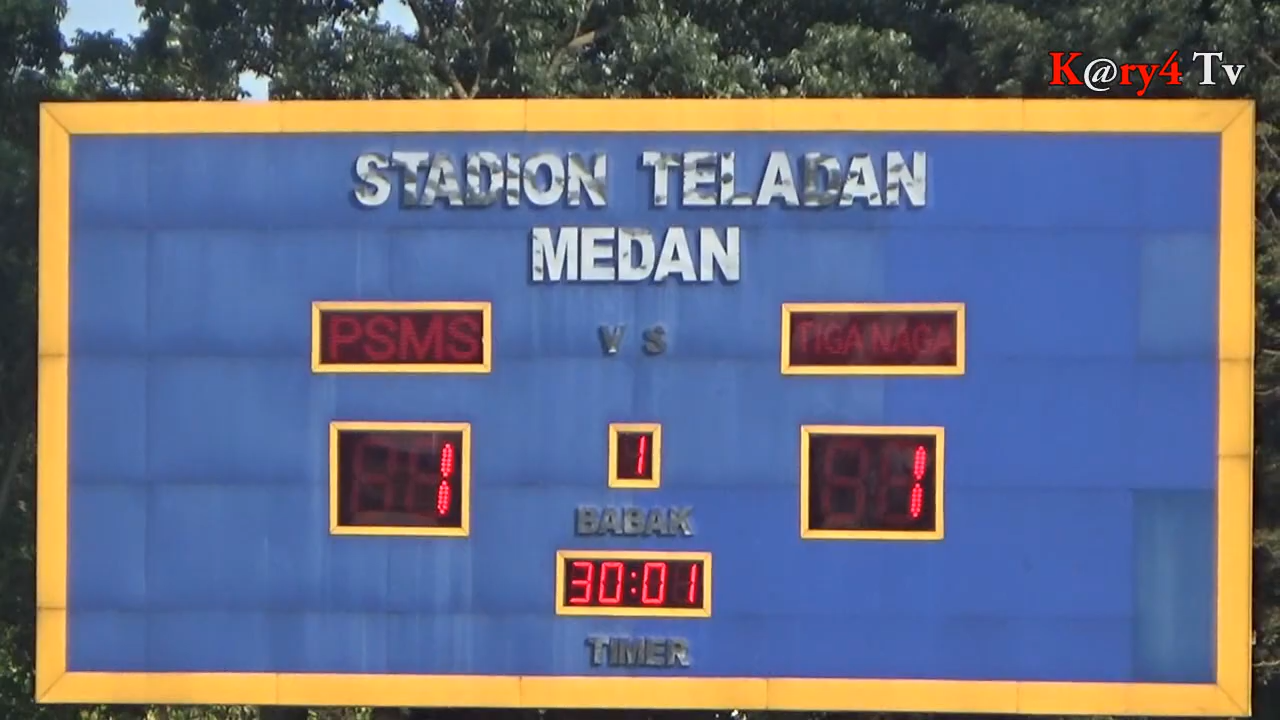 K@ry4 Tv
STADION TELADAN
MEDAN
PSMS VS TIGA NAGA
1 1 1
BABAK
30:01
TIMER